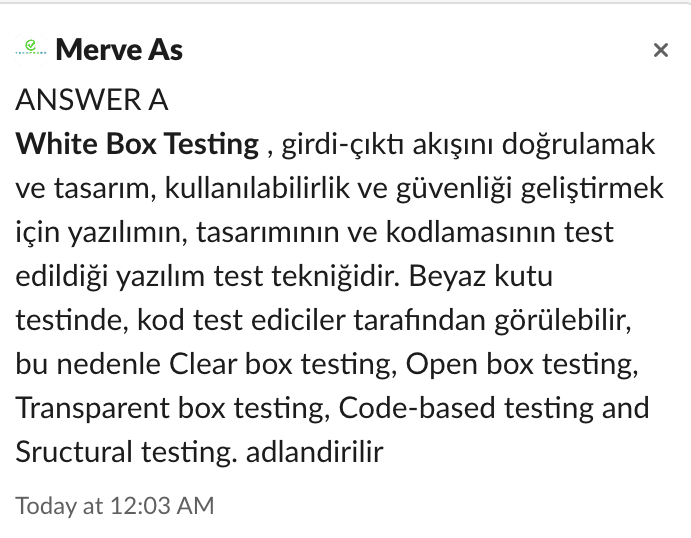 Merve As
ANSWER A
White Box Testing , girdi-çıktı akışını doğrulamak
ve tasarım, kullanılabilirlik ve güvenliği geliştirmek
için yazılımın, tasarımının ve kodlamasının test
edildiği yazılım test tekniğidir. Beyaz kutu
testinde, kod test ediciler tarafından görülebilir,
bu nedenle Clear box testing, Open box testing,
Transparent box testing, Code-based testing and
Sructural testing. adlandirilir
Today at 12:03 AM